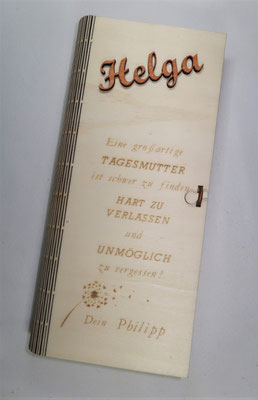 Helga
Eine großartige
TAGESMUTTER
ist schwer zu finden
HART ZU
VERLASSEN
und
UNMÖGLICH
zu vergessen!
Dein Philipp